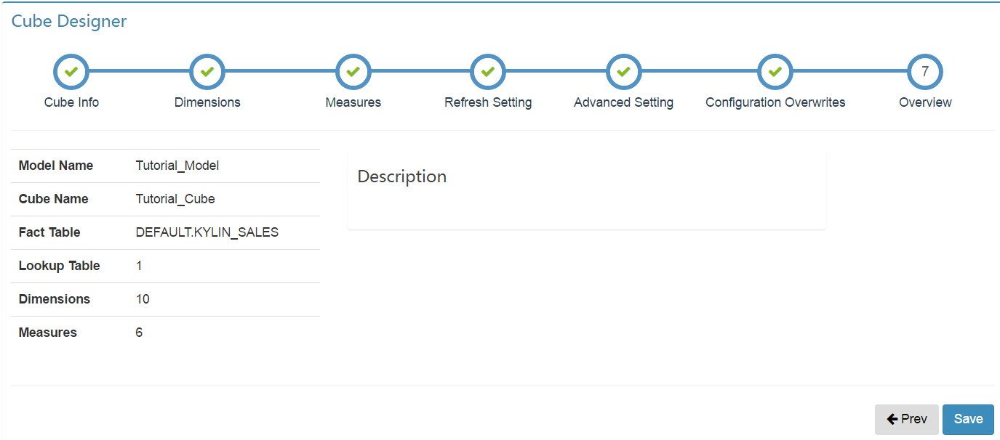 Cube Designer
7
Cube Info Dimensions Measures Refresh Setting Advanced Setting Configuration Overwrites Overview
Model Name Tutorial_Model
Cube Name Tutorial_Cube
Fact Table DEFAULT.KYLIN_SALES
Lookup Table 1
Dimensions 10
Measures 6
Description
Prev Save